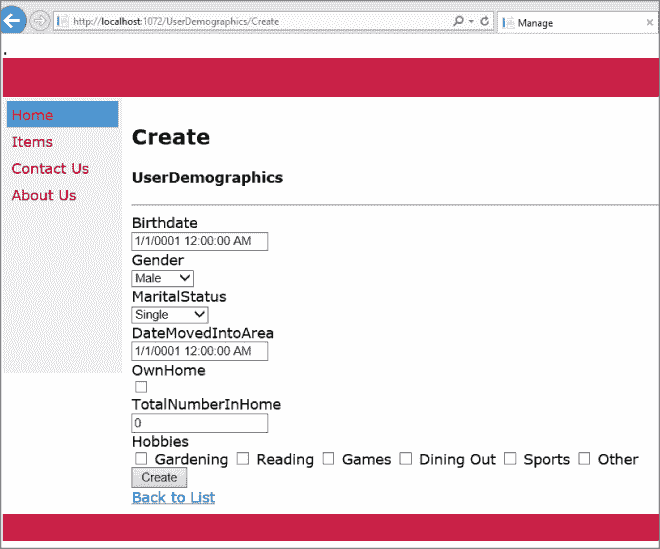 http://localhost:1072/UserDemographics/Create
Manage
.
Home
Items
Contact Us
About Us
Create
UserDemographics
Birthdate
1/1/0001 12:00:00 AM
Gender
Male
MaritalStatus
Single
DateMovedIntoArea
1/1/0001 12:00:00 AM
OwnHome
TotalNumberInHome
0
Hobbies
Gardening Reading Games Dining Out Sports Other
Create
Back to List